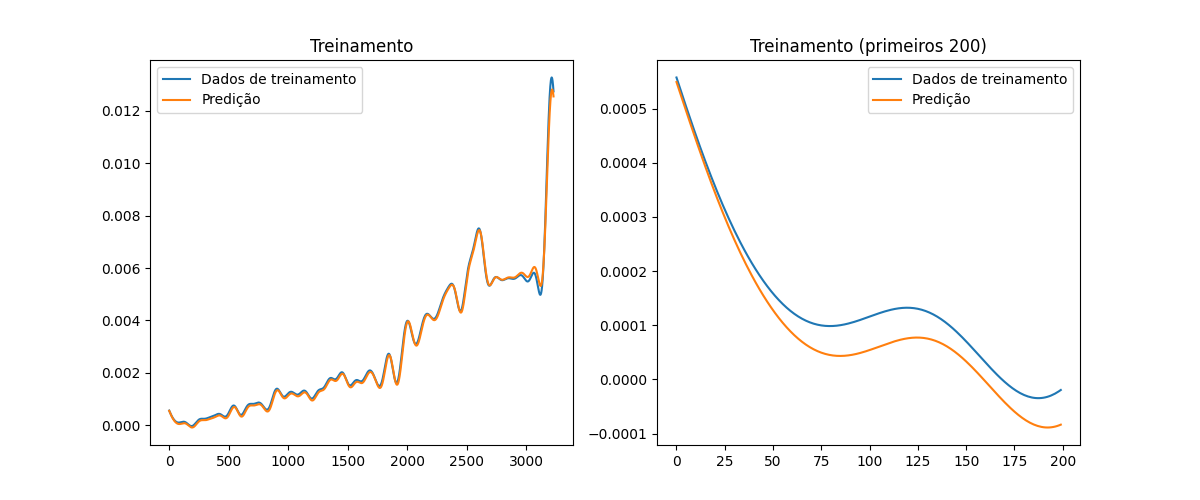 Treinamento
Dados de treinamento
Predição
0.012
0.010
0.008
0.006
0.004
0.002
0.000
0 500 1000 1500 2000 2500 3000
Treinamento (primeiros 200)
Dados de treinamento
Predição
0.0005
0.0004
0.0003
0.0002
0.0001
0.0000
−0.0001
0 25 50 75 100 125 150 175 200